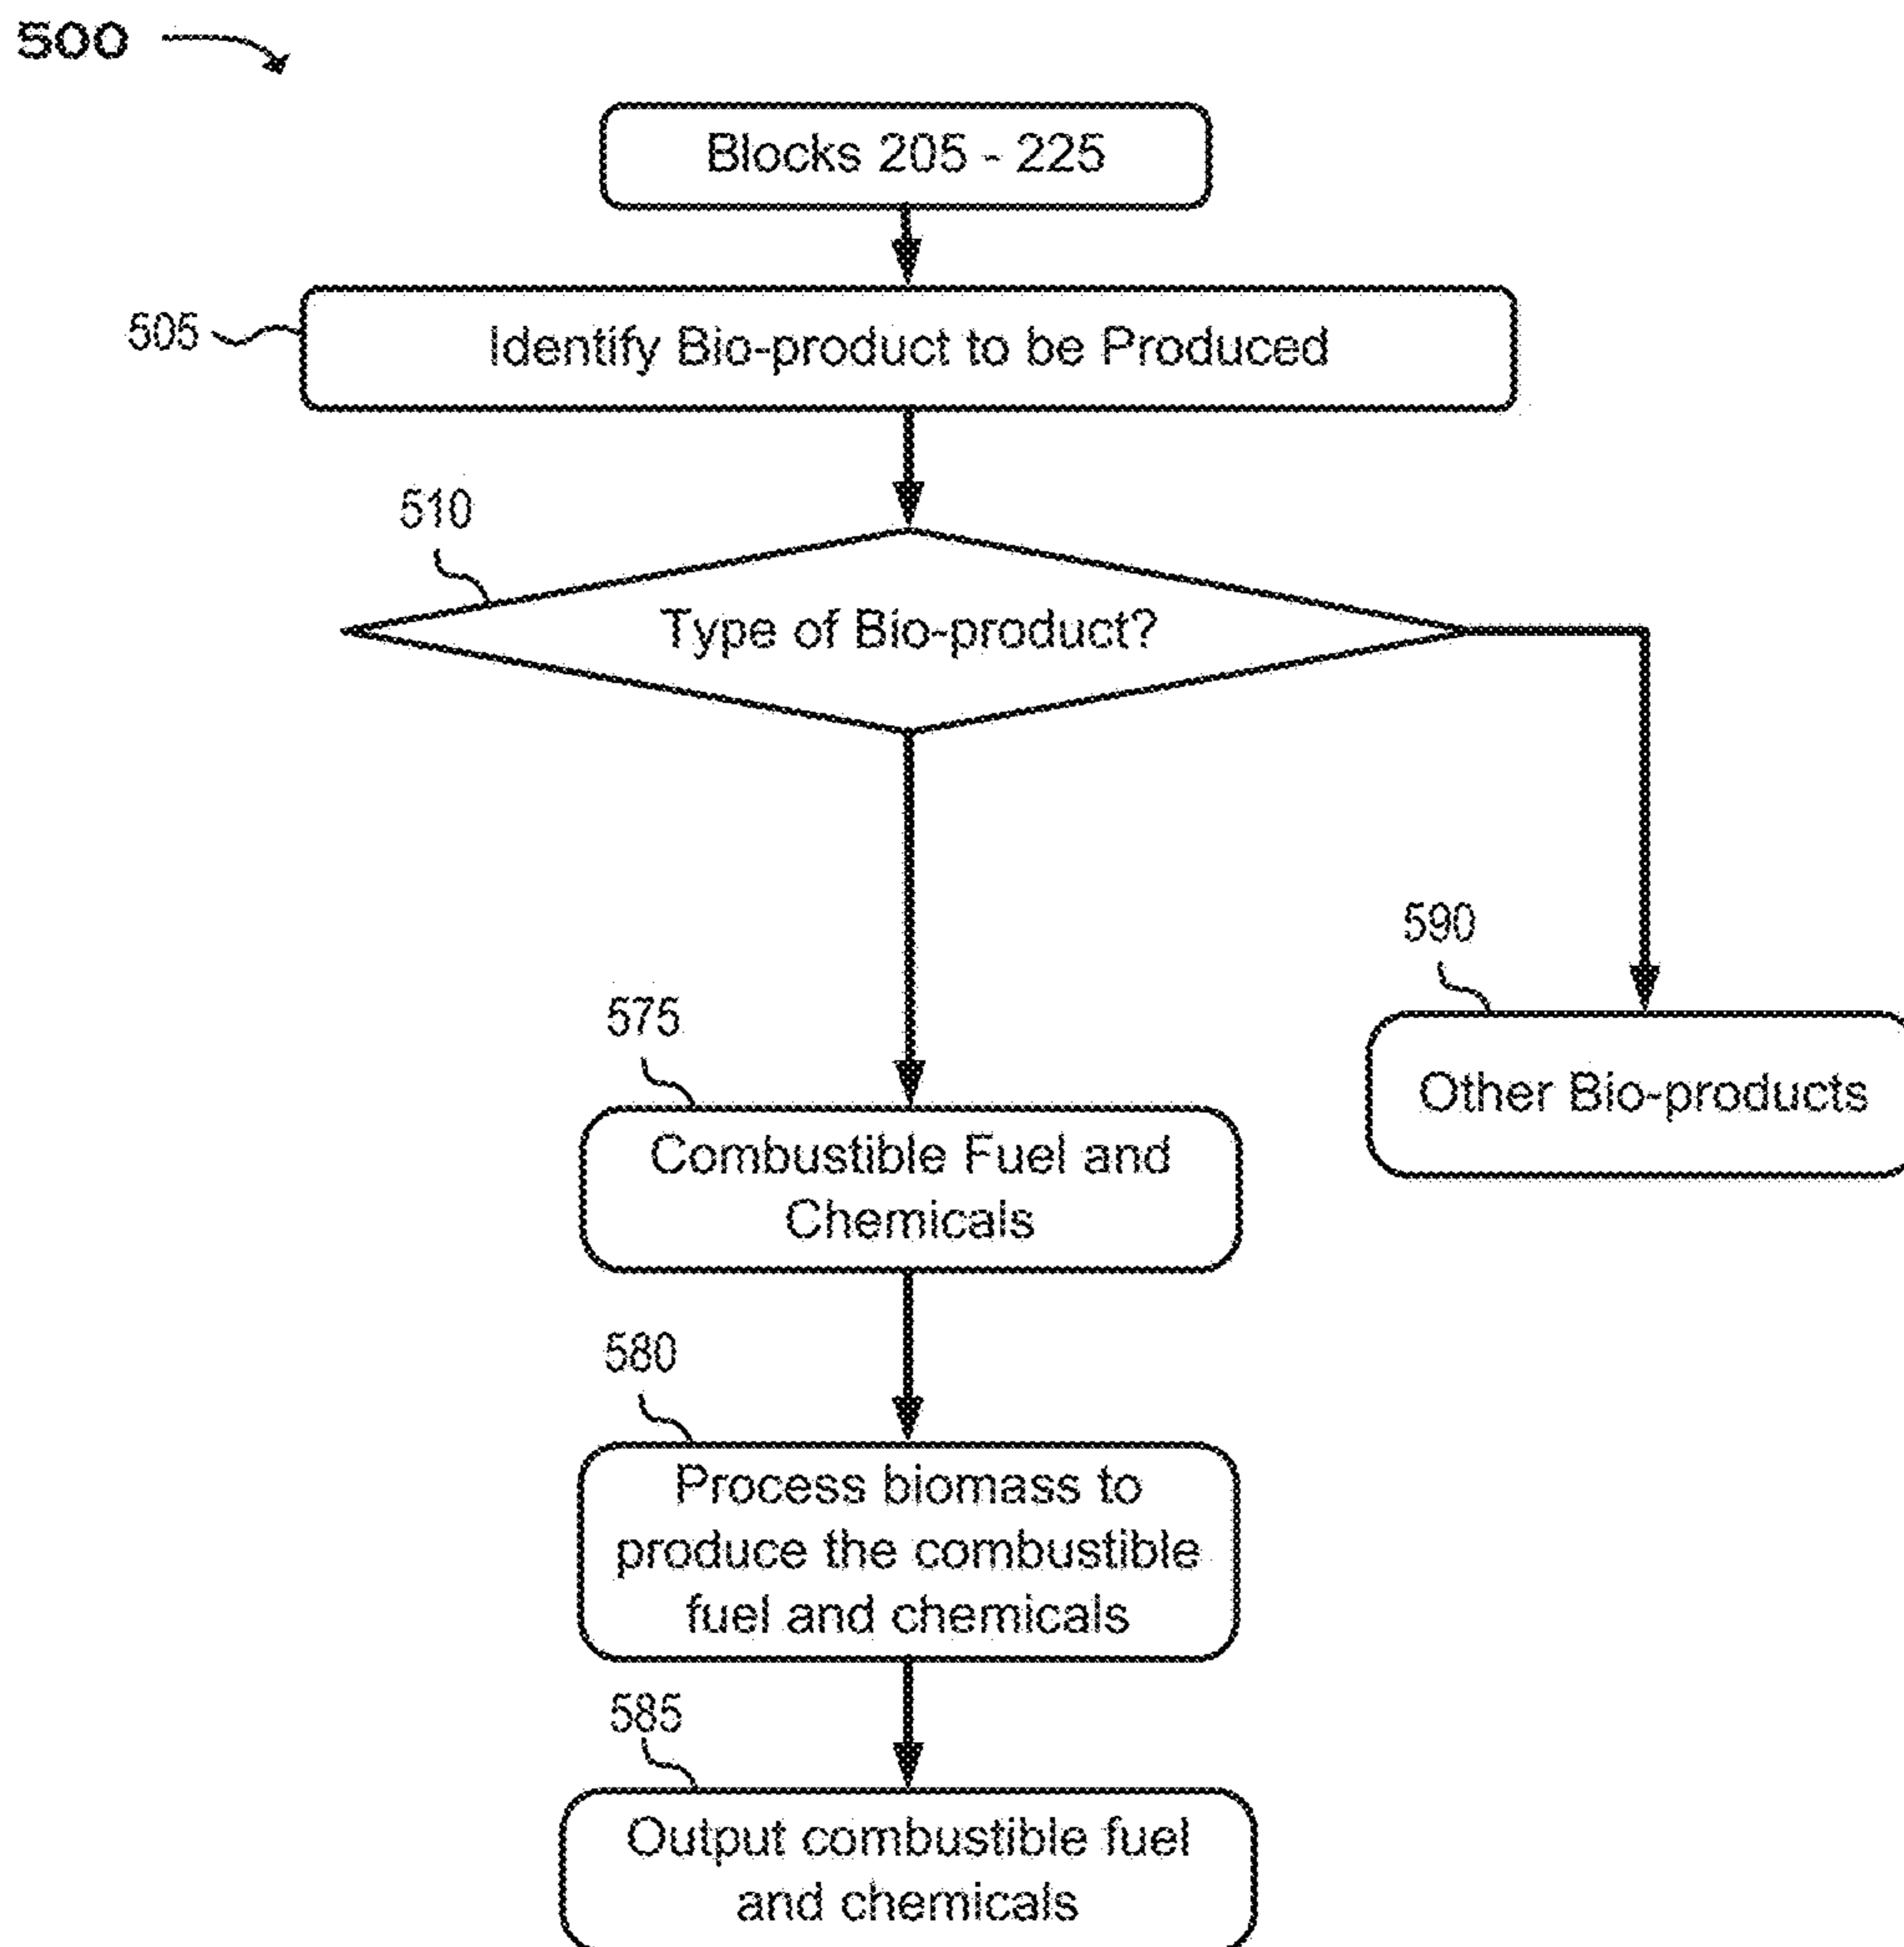 500
Blocks 205 - 225
505
Identify Bio-product to be Produced
510
Type of Bio-product?
590
Other Bio-products
575
Combustible Fuel and
Chemicals
580
Process biomass to
produce the combustible
fuel and chemicals
585
Output combustible fuel
and chemicals